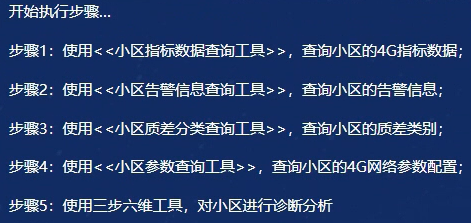 开始执行步骤...
步骤1：使用<<小区指标数据查询工具>>，查询小区的4G指标数据；
步骤2：使用<<小区告警信息查询工具>>，查询小区的告警信息；
步骤3：使用<<小区质差分类查询工具>>，查询小区的质差类别；
步骤4：使用<<小区参数查询工具>>，查询小区的4G网络参数配置；
步骤5：使用三步六维工具，对小区进行诊断分析